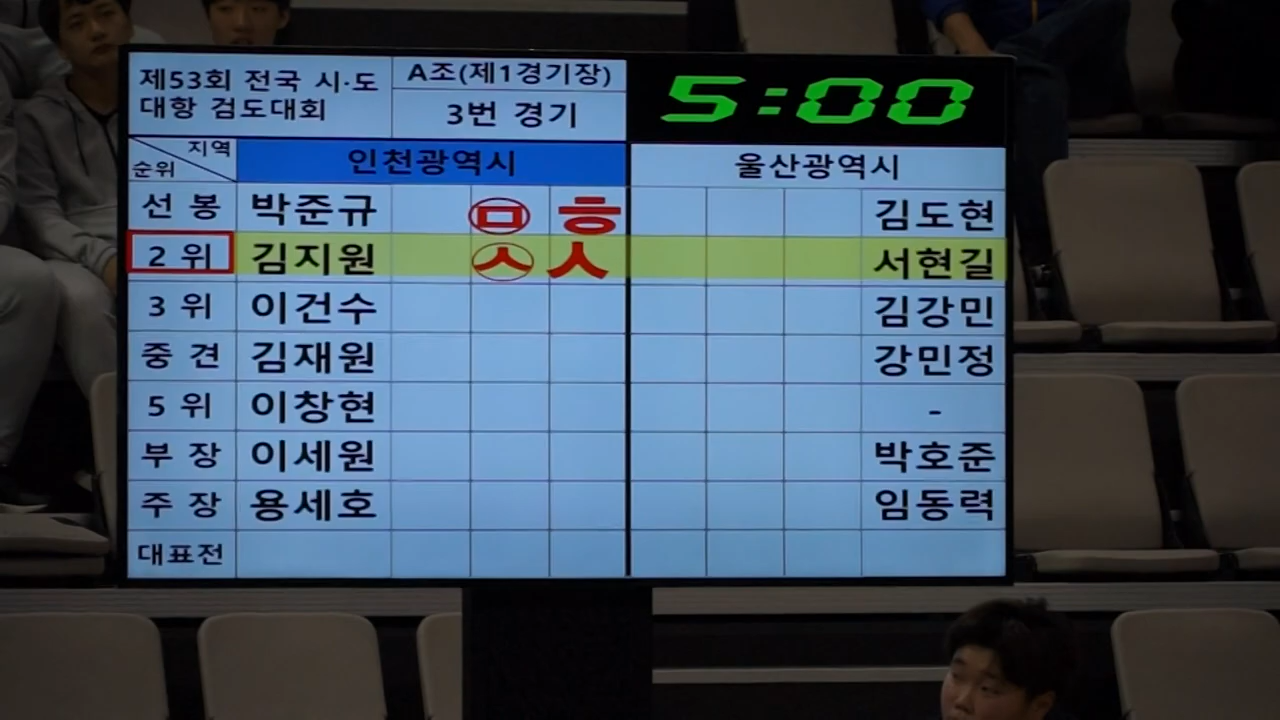 제53회 전국 시·도
대항 검도대회
A조(제1경기장)
3번 경기
5:00
지역
순위
인천광역시
울산광역시
선 봉 박준규 ㅁ ㅎ 김도현
2 위 김지원 ㅅ ㅅ 서현길
3 위 이건수 김강민
중 견 김재원 강민정
5 위 이창현 -
부 장 이세원 박호준
주 장 용세호 임동력
대표전